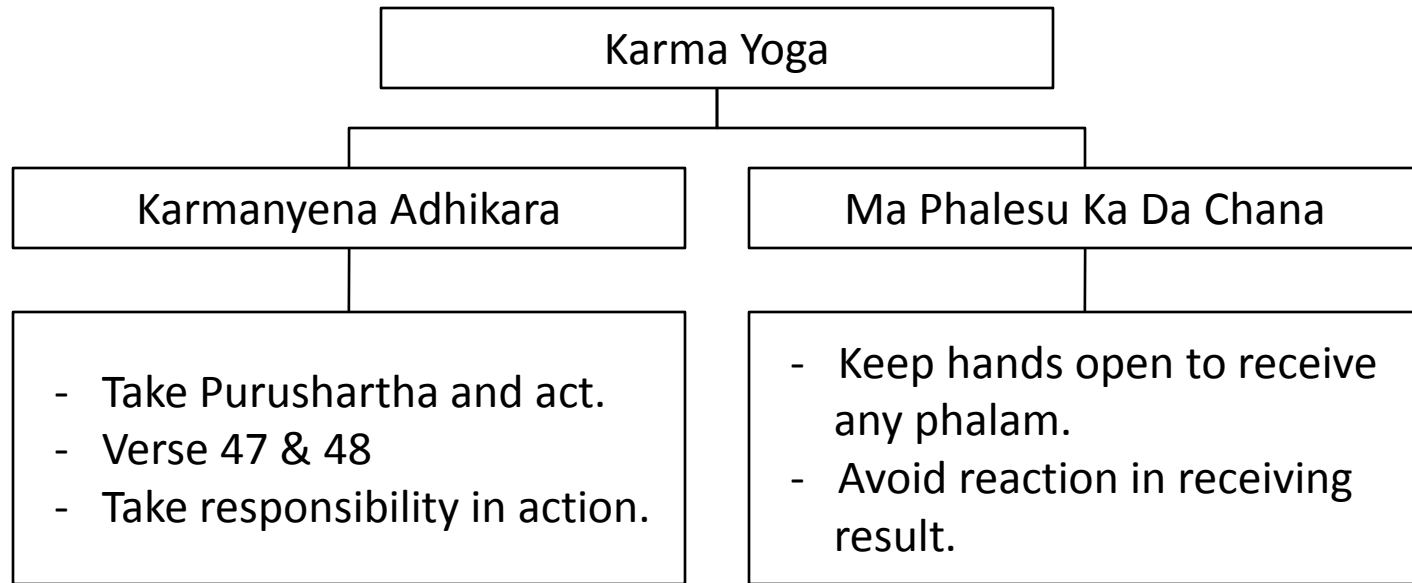 Karma Yoga
Karmanyena Adhikara
Ma Phalesu Ka Da Chana
- Take Purushartha and act.
- Verse 47 & 48
- Take responsibility in action.
- Keep hands open to receive
any phalam.
- Avoid reaction in receiving
result.